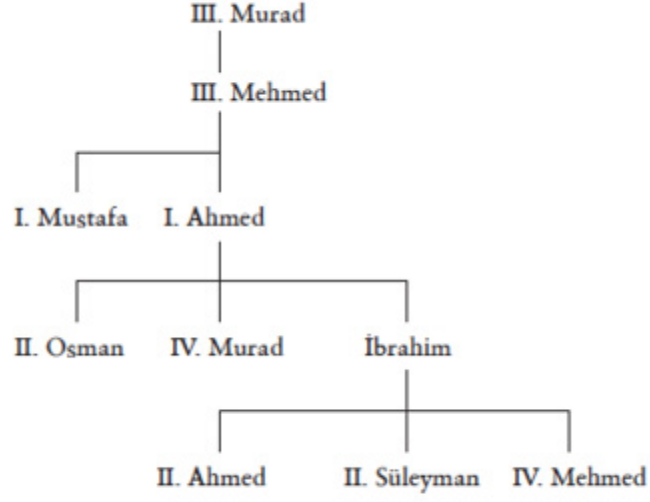 III. Murad
III. Mehmed
I. Mustafa I. Ahmed
II. Osman IV. Murad İbrahim
II. Ahmed II. Süleyman IV. Mehmed